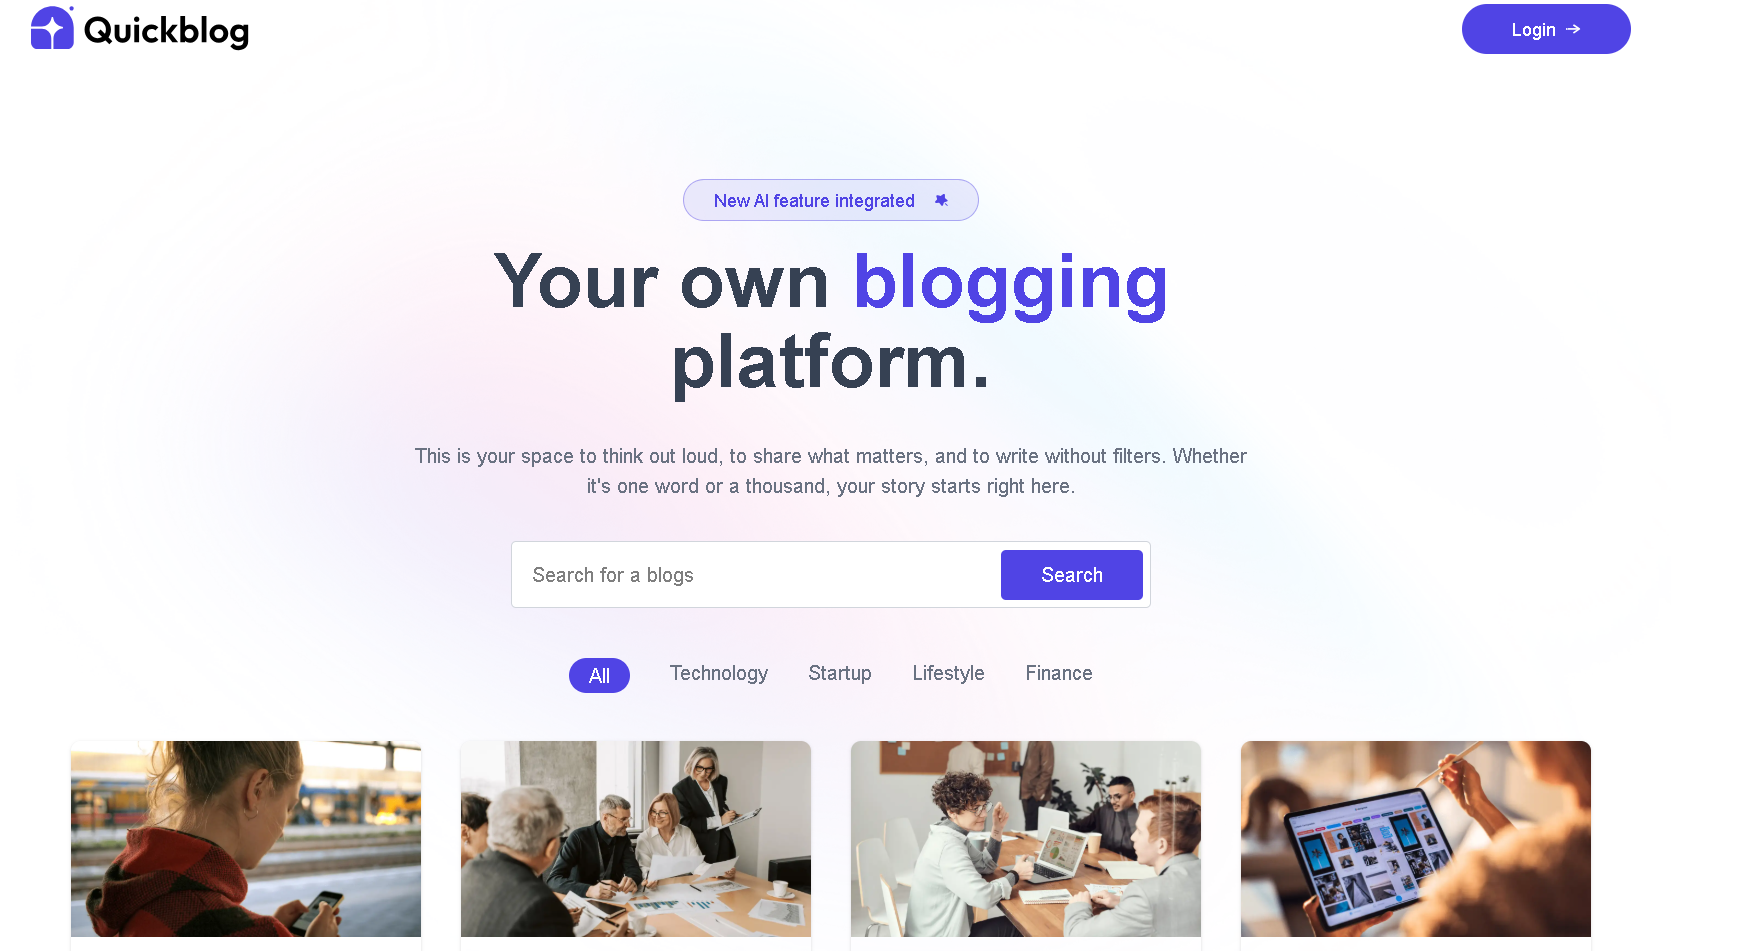 Quickblog
Login →
New AI feature integrated
Your own blogging
platform.
This is your space to think out loud, to share what matters, and to write without filters. Whether
it's one word or a thousand, your story starts right here.
Search for a blogs
Search
All
Technology
Startup
Lifestyle
Finance